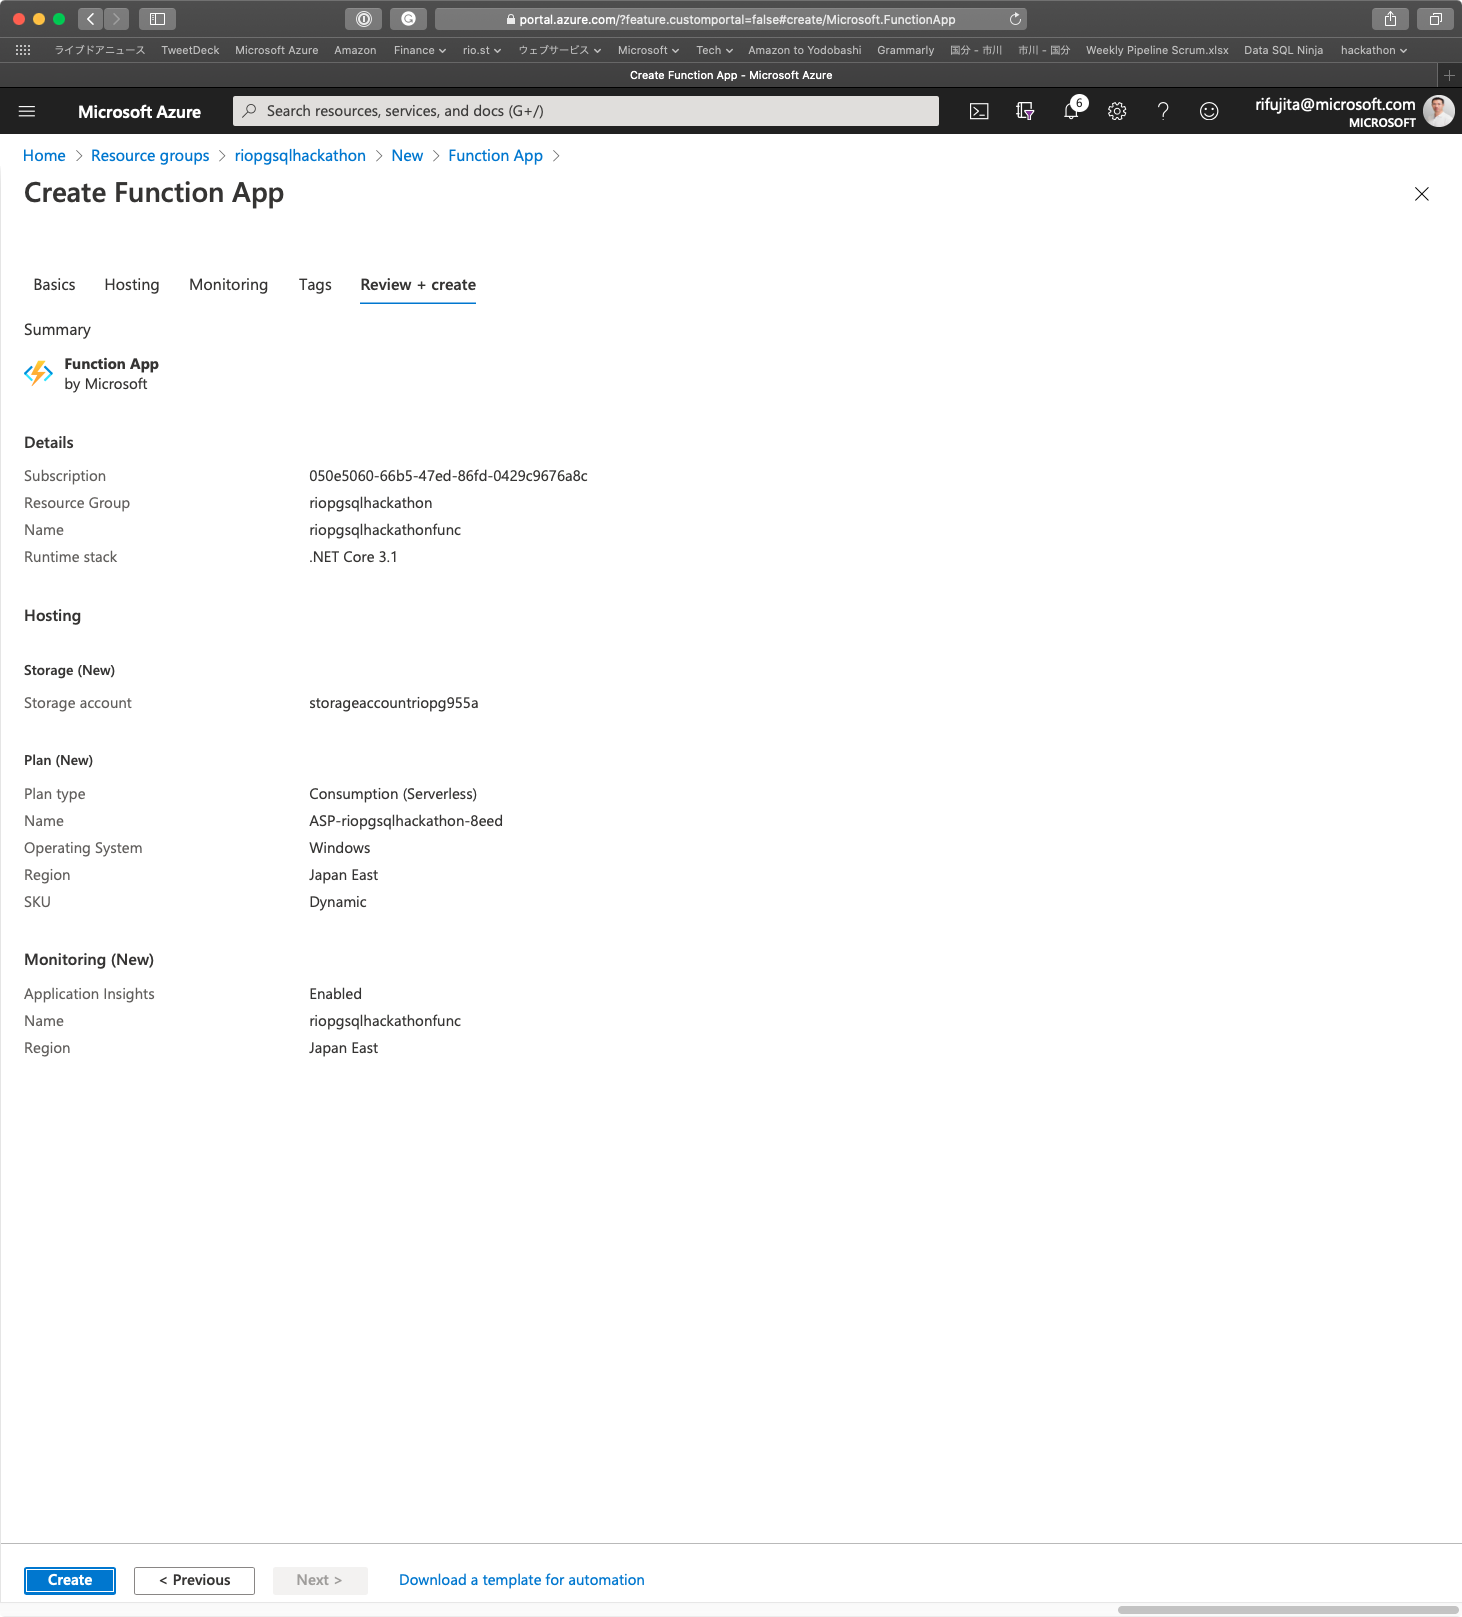 portal.azure.com/?feature.customportal=false#create/Microsoft.FunctionApp
ライブドアニュース TweetDeck Microsoft Azure Amazon Finance rio.st ウェブサービス Microsoft Tech Amazon to Yodobashi Grammarly 国分 - 市川 市川 - 国分 Weekly Pipeline Scrum.xlsx Data SQL Ninja hackathon
Create Function App - Microsoft Azure
Microsoft Azure Search resources, services, and docs (G+/) 6 rifujita@microsoft.com
MICROSOFT
Home > Resource groups > riopgsqlhackathon > New > Function App >
Create Function App
Basics Hosting Monitoring Tags Review + create
Summary
Function App
by Microsoft
Details
Subscription 050e5060-66b5-47ed-86fd-0429c9676a8c
Resource Group riopgsqlhackathon
Name riopgsqlhackathonfunc
Runtime stack .NET Core 3.1
Hosting
Storage (New)
Storage account storageaccountriopg955a
Plan (New)
Plan type Consumption (Serverless)
Name ASP-riopgsqlhackathon-8eed
Operating System Windows
Region Japan East
SKU Dynamic
Monitoring (New)
Application Insights Enabled
Name riopgsqlhackathonfunc
Region Japan East
Create < Previous Next > Download a template for automation